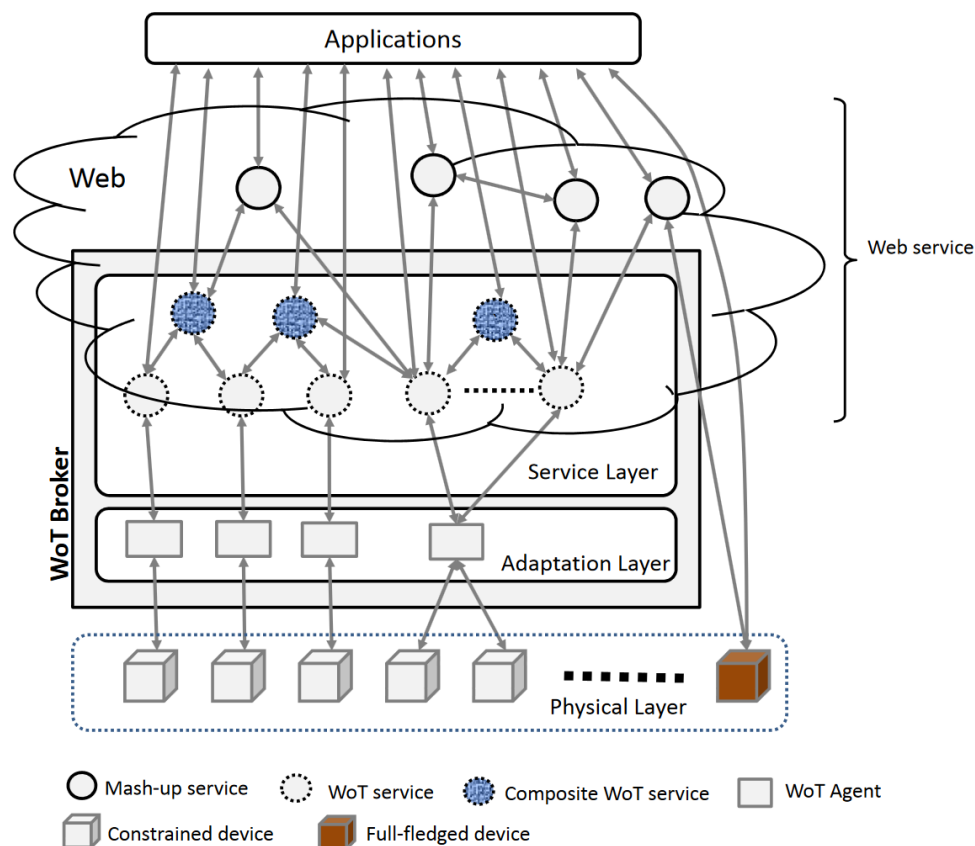 Applications
Web
Web service
WoT Broker
Service Layer
Adaptation Layer
Physical Layer
Mash-up service
WoT service
Composite WoT service
WoT Agent
Constrained device
Full-fledged device